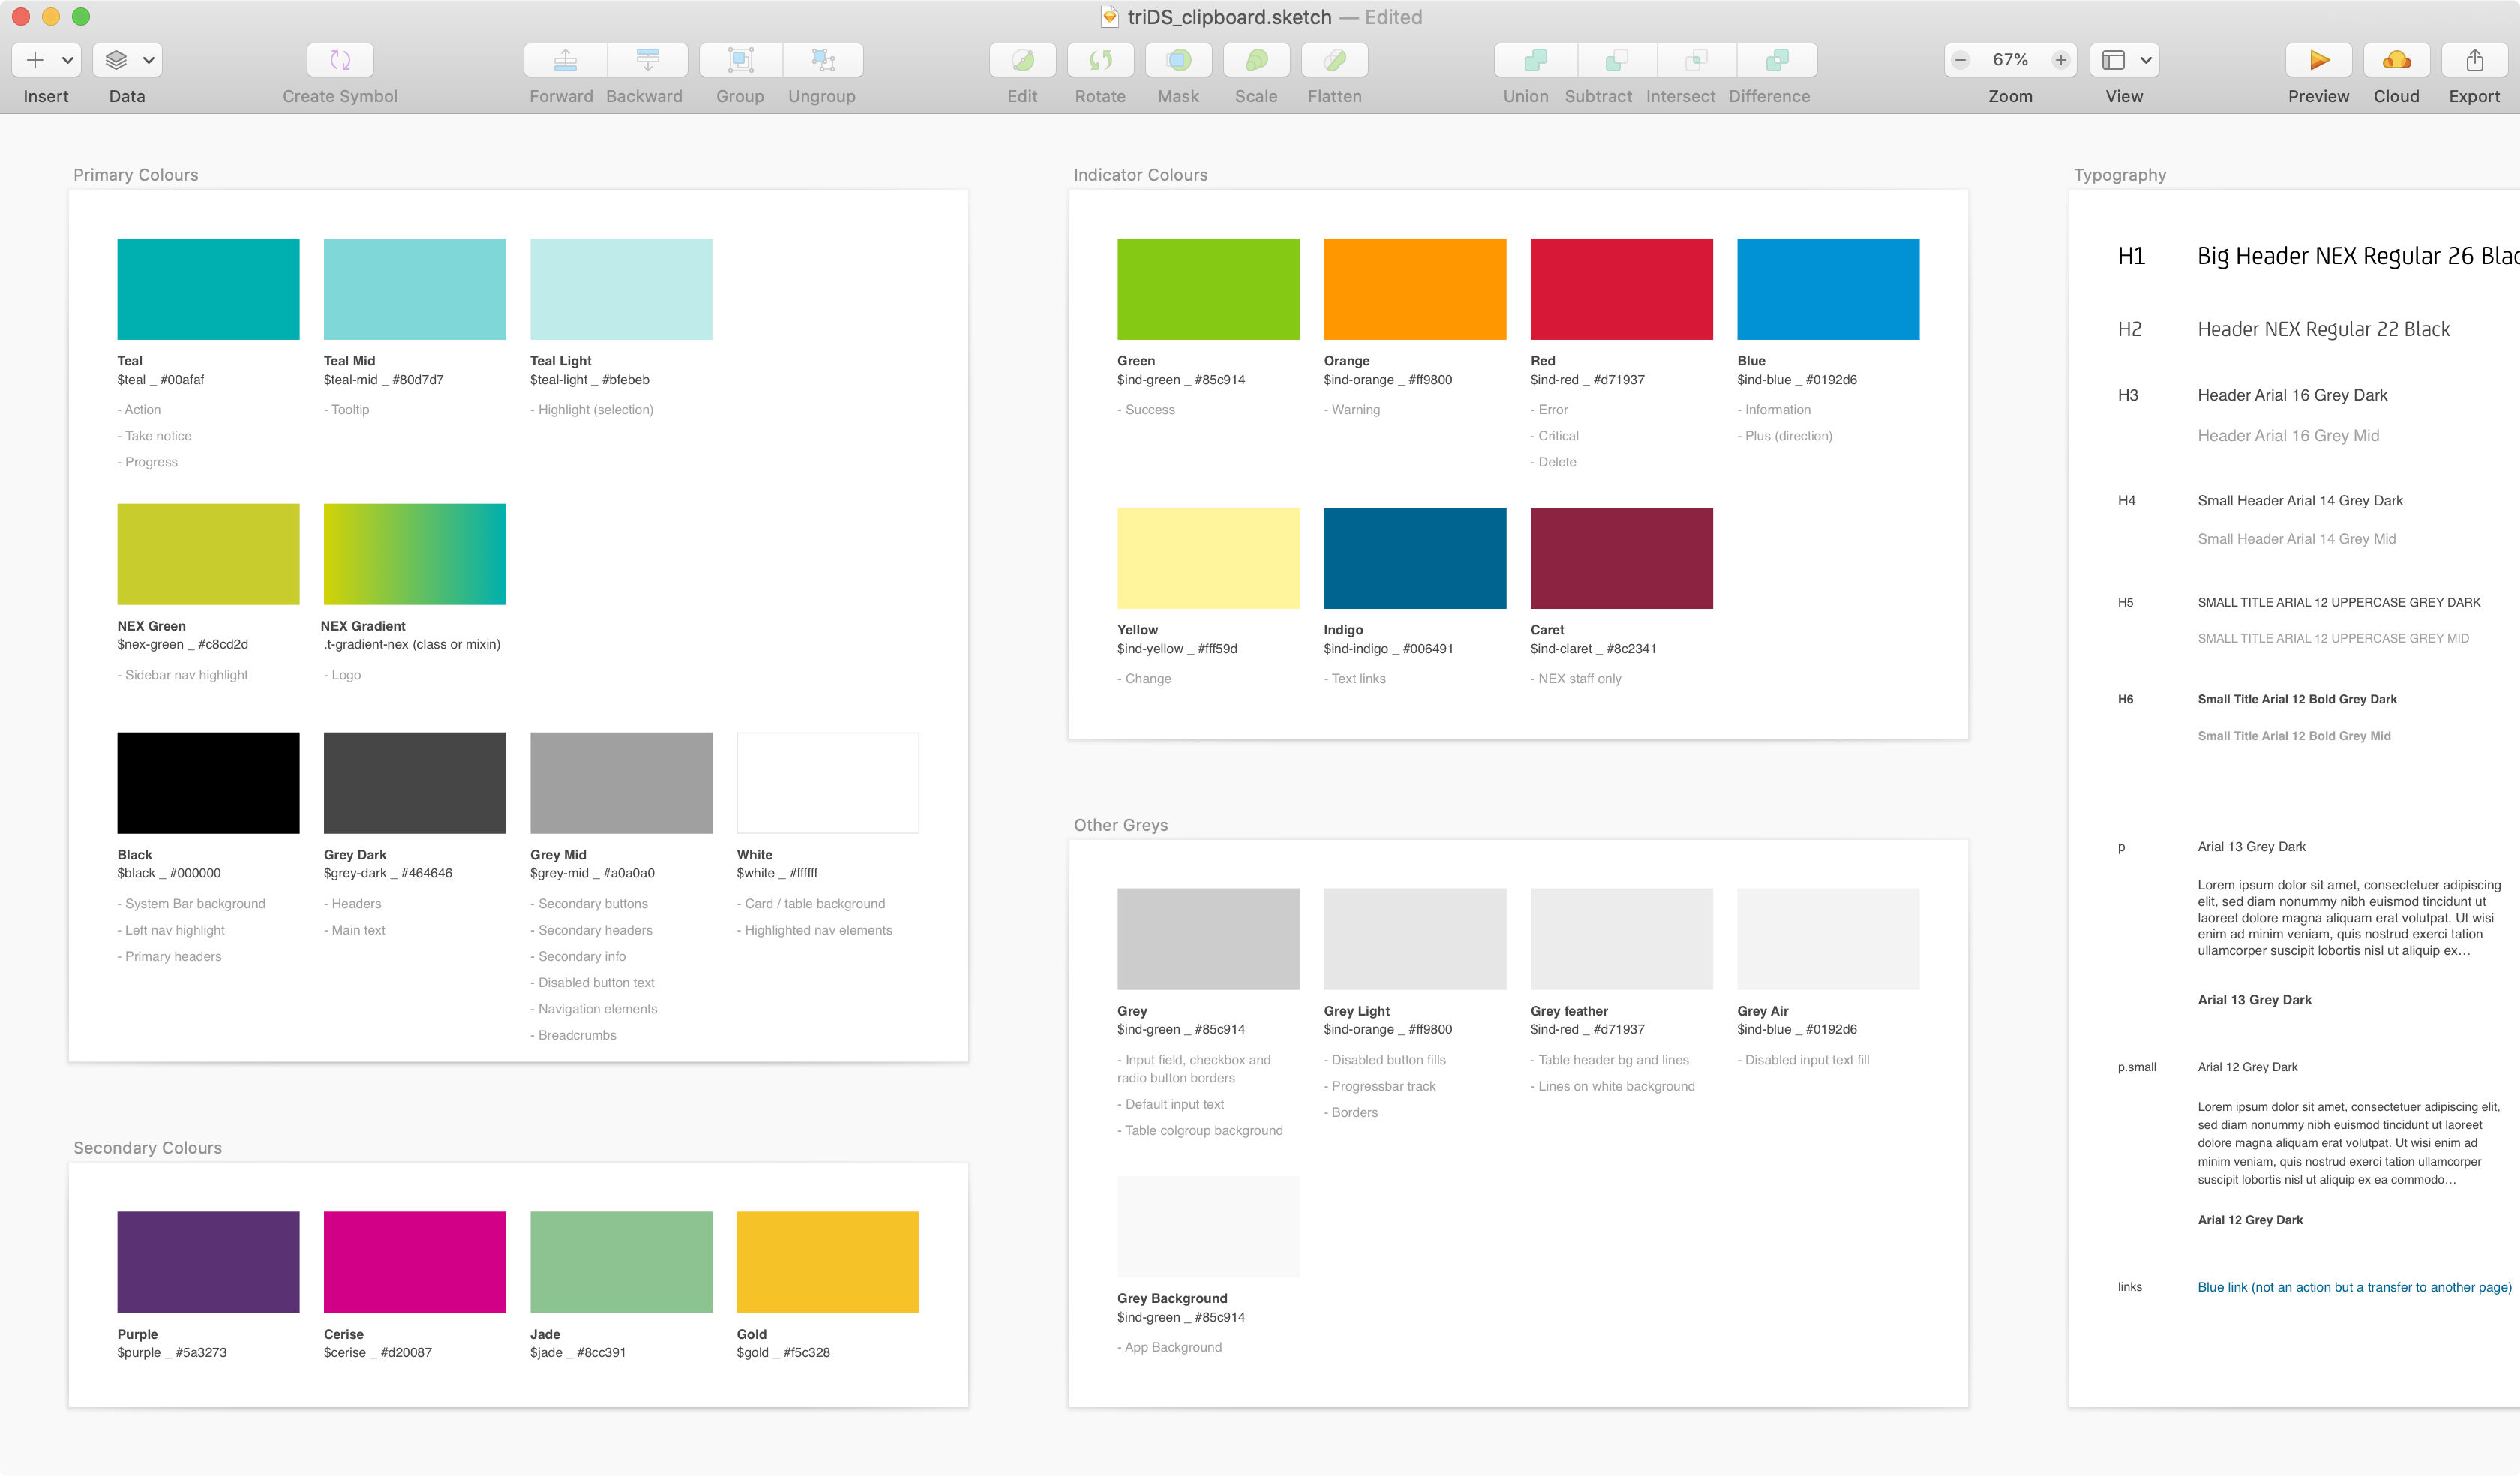 triDS_clipboard.sketch — Edited
67%
Insert
Data
Create Symbol
Forward
Backward
Group
Ungroup
Edit
Rotate
Mask
Scale
Flatten
Union
Subtract
Intersect
Difference
Zoom
View
Preview
Cloud
Export
Primary Colours
Teal
$teal _ #00afaf
- Action
- Take notice
- Progress
Teal Mid
$teal-mid _ #80d7d7
- Tooltip
Teal Light
$teal-light _ #bfebeb
- Highlight (selection)
NEX Green
$nex-green _ #c8cd2d
- Sidebar nav highlight
NEX Gradient
.t-gradient-nex (class or mixin)
- Logo
Black
$black _ #000000
- System Bar background
- Left nav highlight
- Primary headers
Grey Dark
$grey-dark _ #464646
- Headers
- Main text
Grey Mid
$grey-mid _ #a0a0a0
- Secondary buttons
- Secondary headers
- Secondary info
- Disabled button text
- Navigation elements
- Breadcrumbs
White
$white _ #ffffff
- Card / table background
- Highlighted nav elements
Secondary Colours
Purple
$purple _ #5a3273
Cerise
$cerise _ #d20087
Jade
$jade _ #8cc391
Gold
$gold _ #f5c328
Indicator Colours
Green
$ind-green _ #85c914
- Success
Orange
$ind-orange _ #ff9800
- Warning
Red
$ind-red _ #d71937
- Error
- Critical
- Delete
Blue
$ind-blue _ #0192d6
- Information
- Plus (direction)
Yellow
$ind-yellow _ #fff59d
- Change
Indigo
$ind-indigo _ #006491
- Text links
Caret
$ind-claret _ #8c2341
- NEX staff only
Other Greys
Grey
$ind-green _ #85c914
- Input field, checkbox and
radio button borders
- Default input text
- Table colgroup background
Grey Light
$ind-orange _ #ff9800
- Disabled button fills
- Progressbar track
- Borders
Grey feather
$ind-red _ #d71937
- Table header bg and lines
- Lines on white background
Grey Air
$ind-blue _ #0192d6
- Disabled input text fill
Grey Background
$ind-green _ #85c914
- App Background
Typography
H1 Big Header NEX Regular 26 Blac
H2 Header NEX Regular 22 Black
H3 Header Arial 16 Grey Dark
Header Arial 16 Grey Mid
H4 Small Header Arial 14 Grey Dark
Small Header Arial 14 Grey Mid
H5 SMALL TITLE ARIAL 12 UPPERCASE GREY DARK
SMALL TITLE ARIAL 12 UPPERCASE GREY MID
H6 Small Title Arial 12 Bold Grey Dark
Small Title Arial 12 Bold Grey Mid
p Arial 13 Grey Dark
Lorem ipsum dolor sit amet, consectetuer adipiscing
elit, sed diam nonummy nibh euismod tincidunt ut
laoreet dolore magna aliquam erat volutpat. Ut wisi
enim ad minim veniam, quis nostrud exerci tation
ullamcorper suscipit lobortis nisl ut aliquip ex...
Arial 13 Grey Dark
p.small Arial 12 Grey Dark
Lorem ipsum dolor sit amet, consectetuer adipiscing elit,
sed diam nonummy nibh euismod tincidunt ut laoreet
dolore magna aliquam erat volutpat. Ut wisi enim ad
minim veniam, quis nostrud exerci tation ullamcorper
suscipit lobortis nisl ut aliquip ex ea commodo...
Arial 12 Grey Dark
links Blue link (not an action but a transfer to another page)